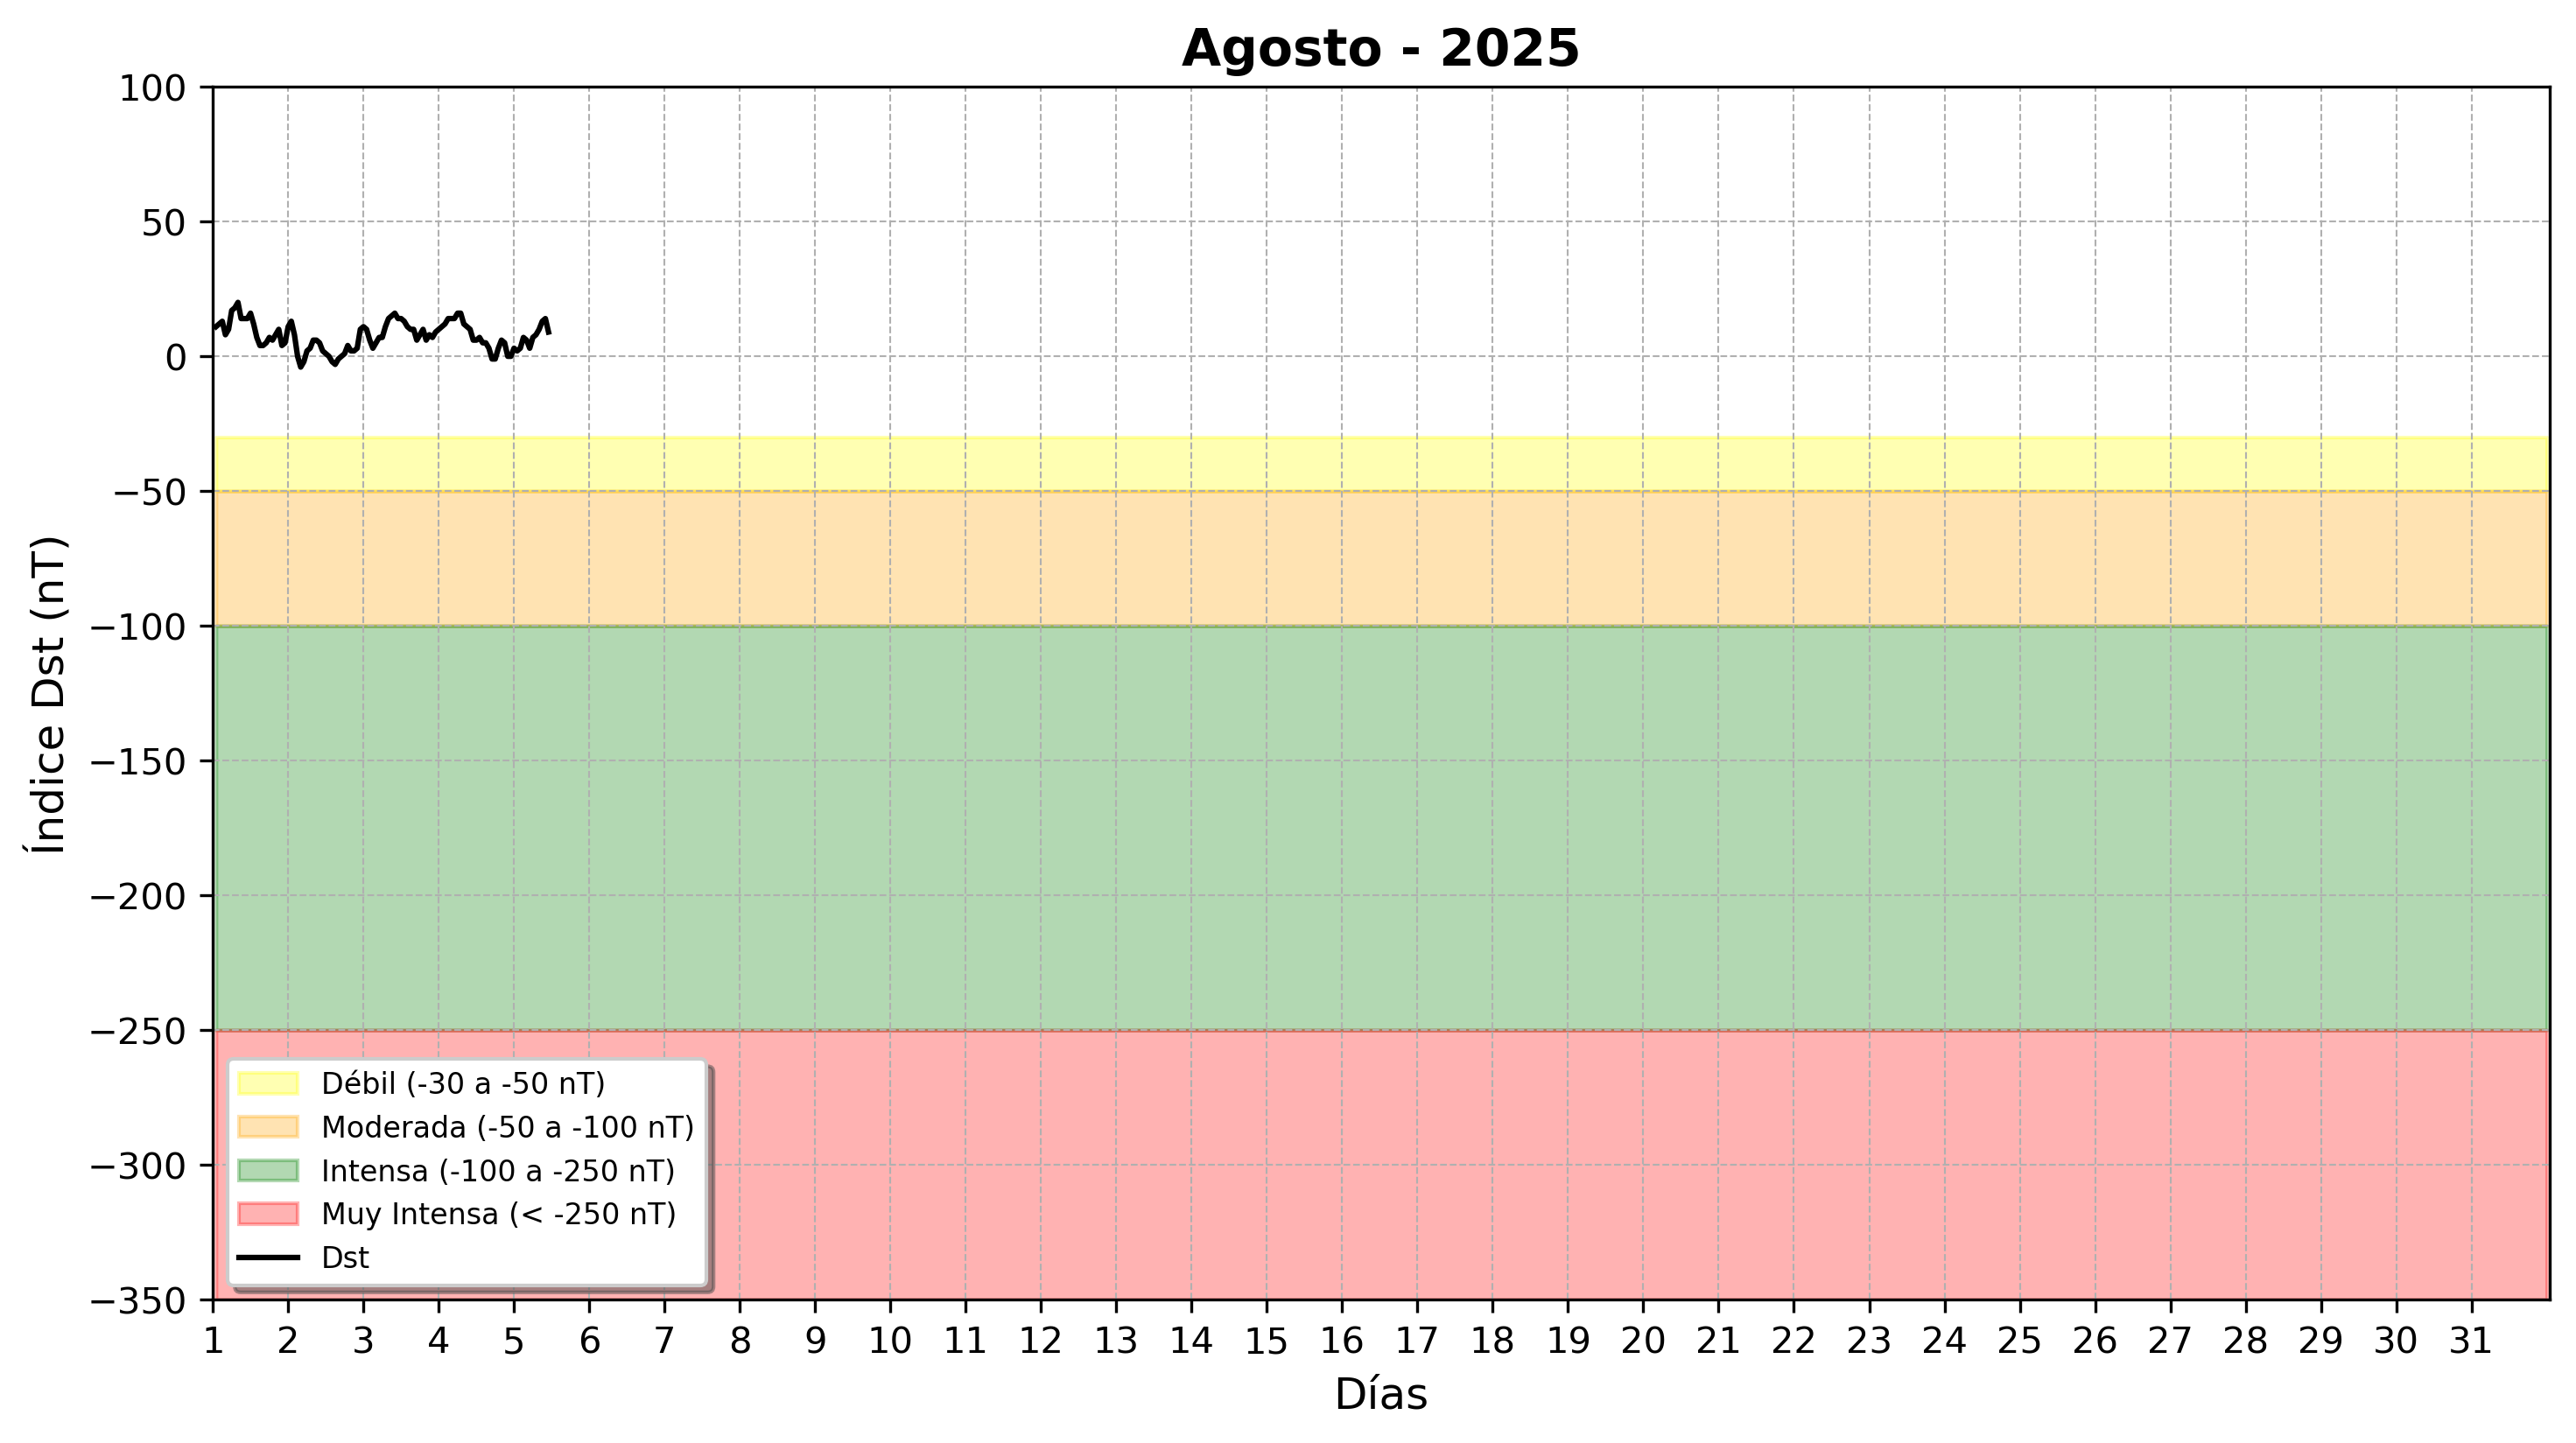 Agosto - 2025
Índice Dst (nT)
100
50
0
−50
−100
−150
−200
−250
−300
−350
Débil (-30 a -50 nT)
Moderada (-50 a -100 nT)
Intensa (-100 a -250 nT)
Muy Intensa (< -250 nT)
Dst
1 2 3 4 5 6 7 8 9 10 11 12 13 14 15 16 17 18 19 20 21 22 23 24 25 26 27 28 29 30 31
Días